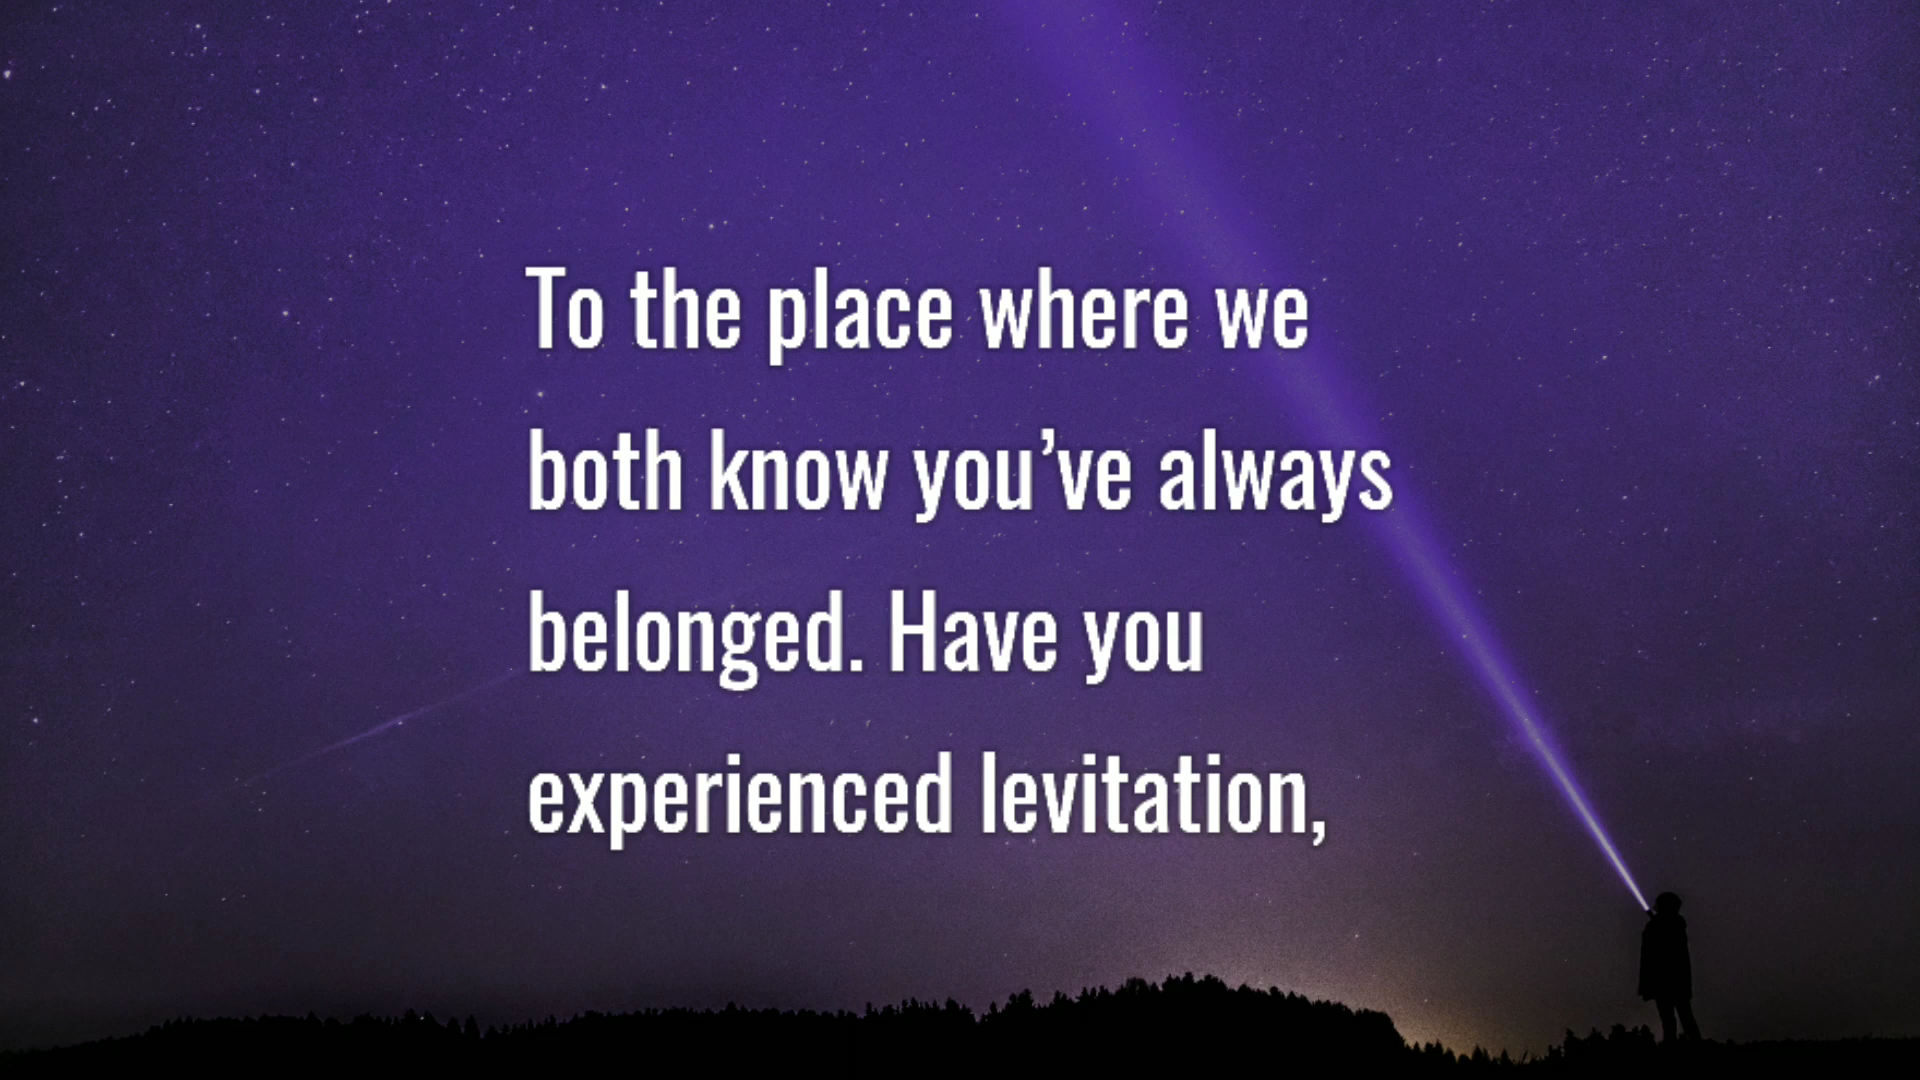 To the place where we
both know you’ve always
belonged. Have you
experienced levitation,